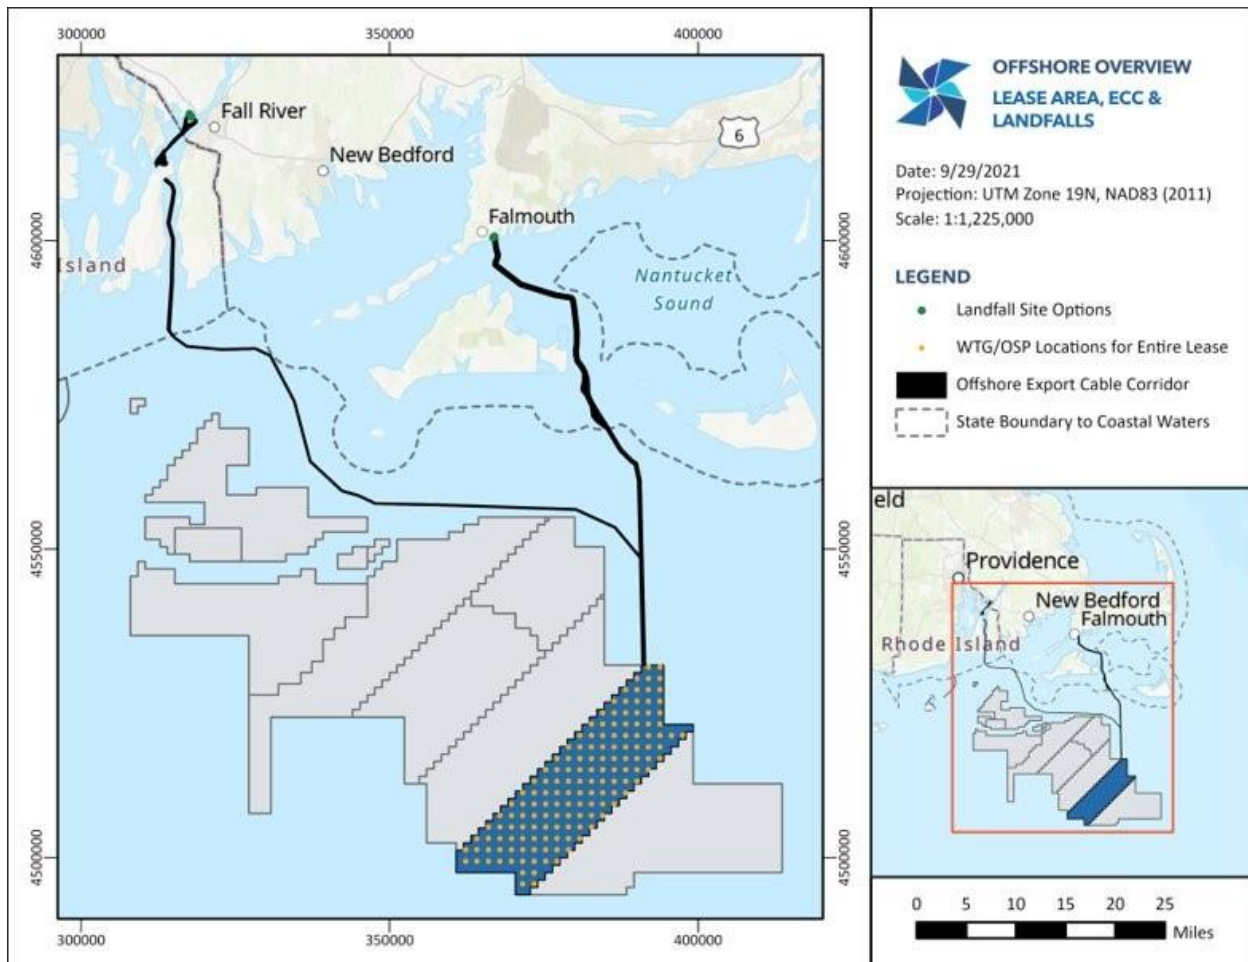 300000
350000
400000
Fall River
New Bedford
6
Falmouth
Island
Nantucket
Sound
4600000
4600000
4550000
4550000
4500000
4500000
300000
350000
400000
OFFSHORE OVERVIEW
LEASE AREA, ECC &
LANDFALLS
Date: 9/29/2021
Projection: UTM Zone 19N, NAD83 (2011)
Scale: 1:1,225,000
LEGEND
Landfall Site Options
WTG/OSP Locations for Entire Lease
Offshore Export Cable Corridor
State Boundary to Coastal Waters
eld
Providence
New Bedford
Falmouth
Rhode Island
0 5 10 15 20 25
Miles